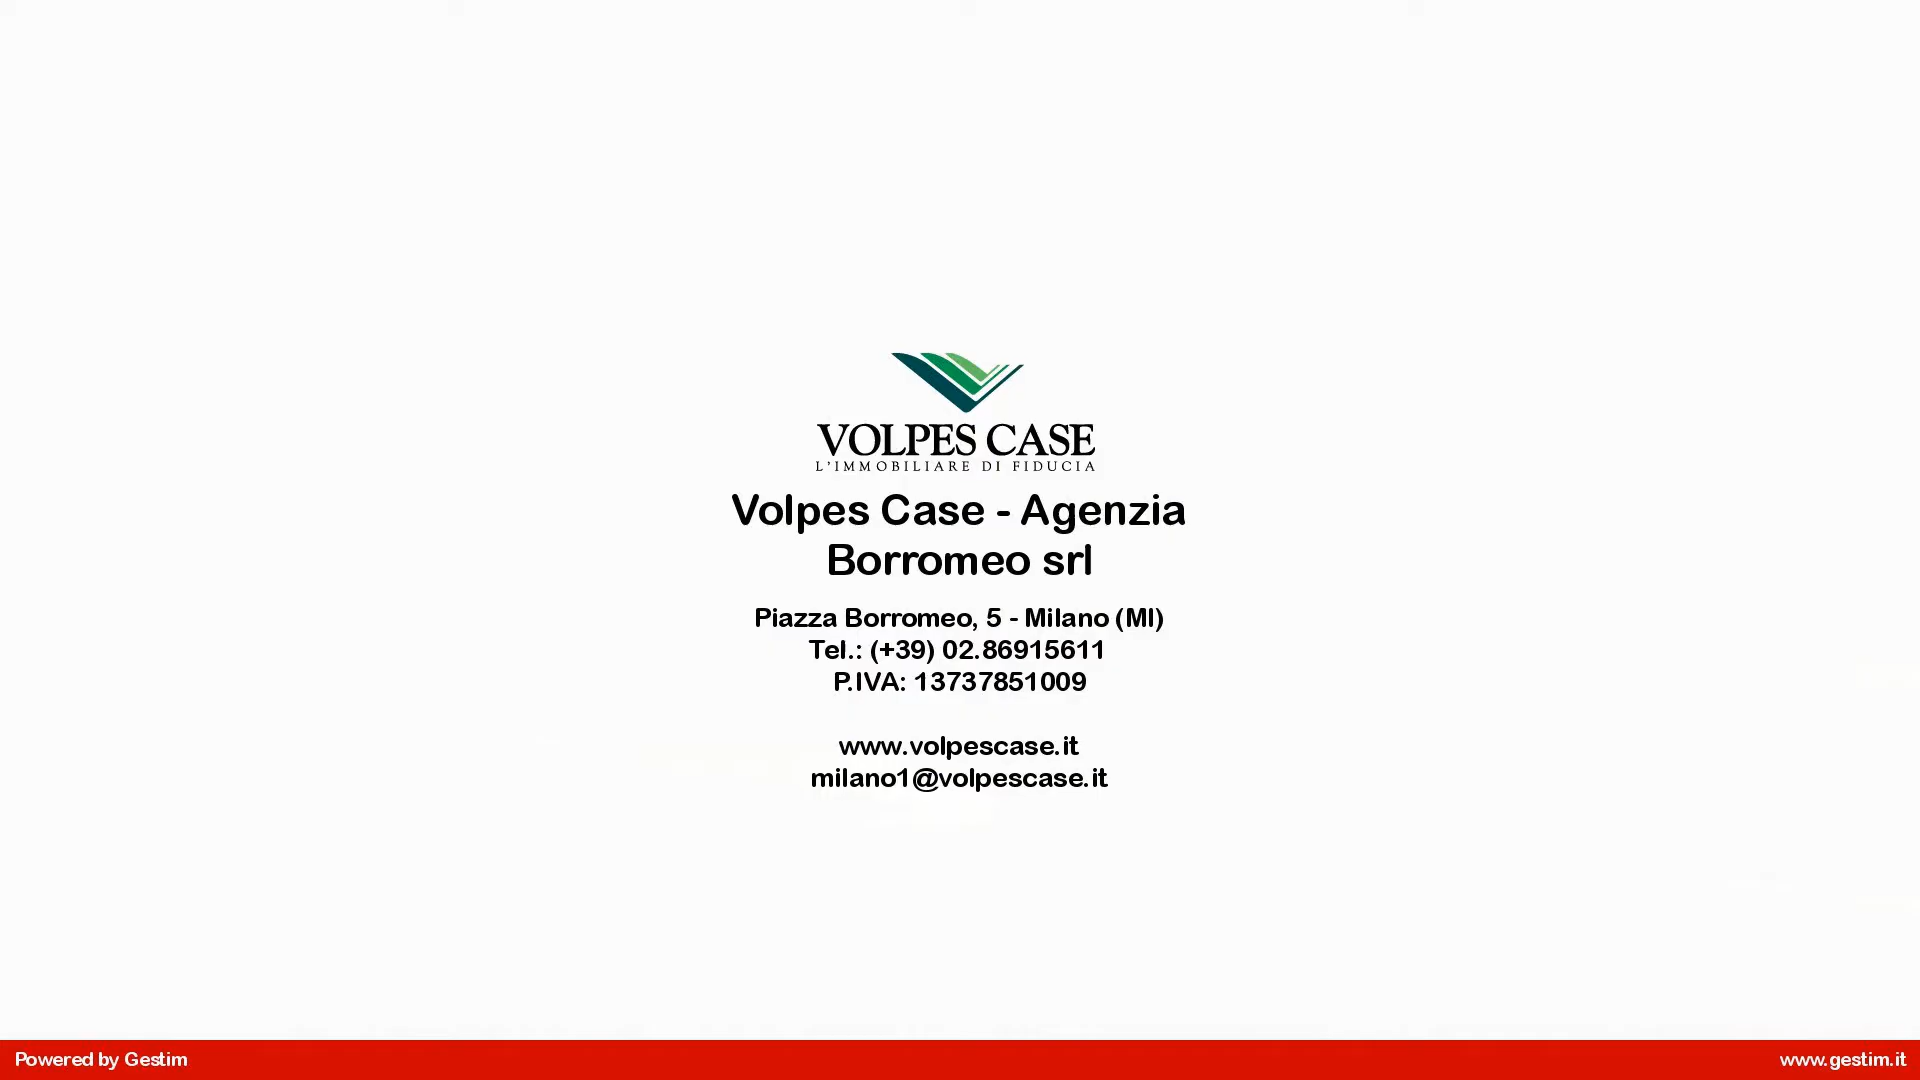 VOLPES CASE
L'IMMOBILIARE DI FIDUCIA
Volpes Case - Agenzia
Borromeo srl
Piazza Borromeo, 5 - Milano (MI)
Tel.: (+39) 02.86915611
P.IVA: 13737851009
www.volpescase.it
milano1@volpescase.it
Powered by Gestim
www.gestim.it